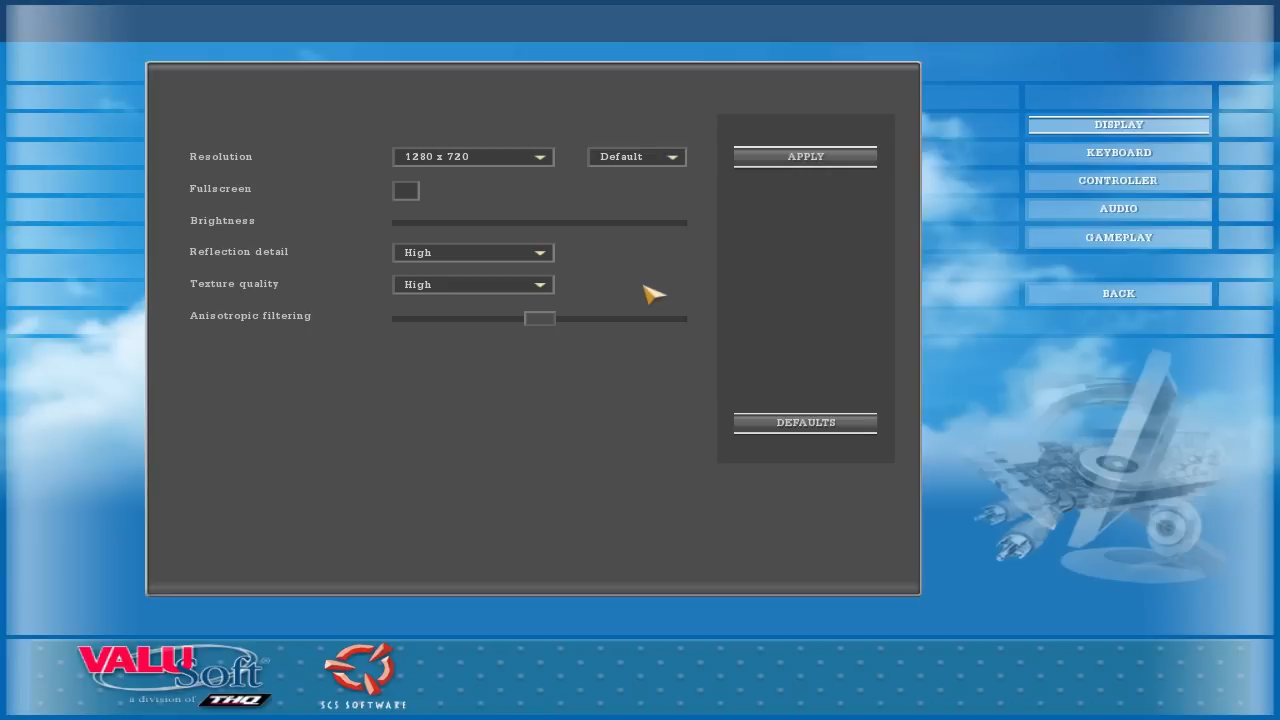 Resolution
1280 x 720
Default
APPLY
Fullscreen
Brightness
Reflection detail
High
Texture quality
High
Anisotropic filtering
DEFAULTS
DISPLAY
KEYBOARD
CONTROLLER
AUDIO
GAMEPLAY
BACK
VALUSoft®
a division of THQ
SCS SOFTWARE